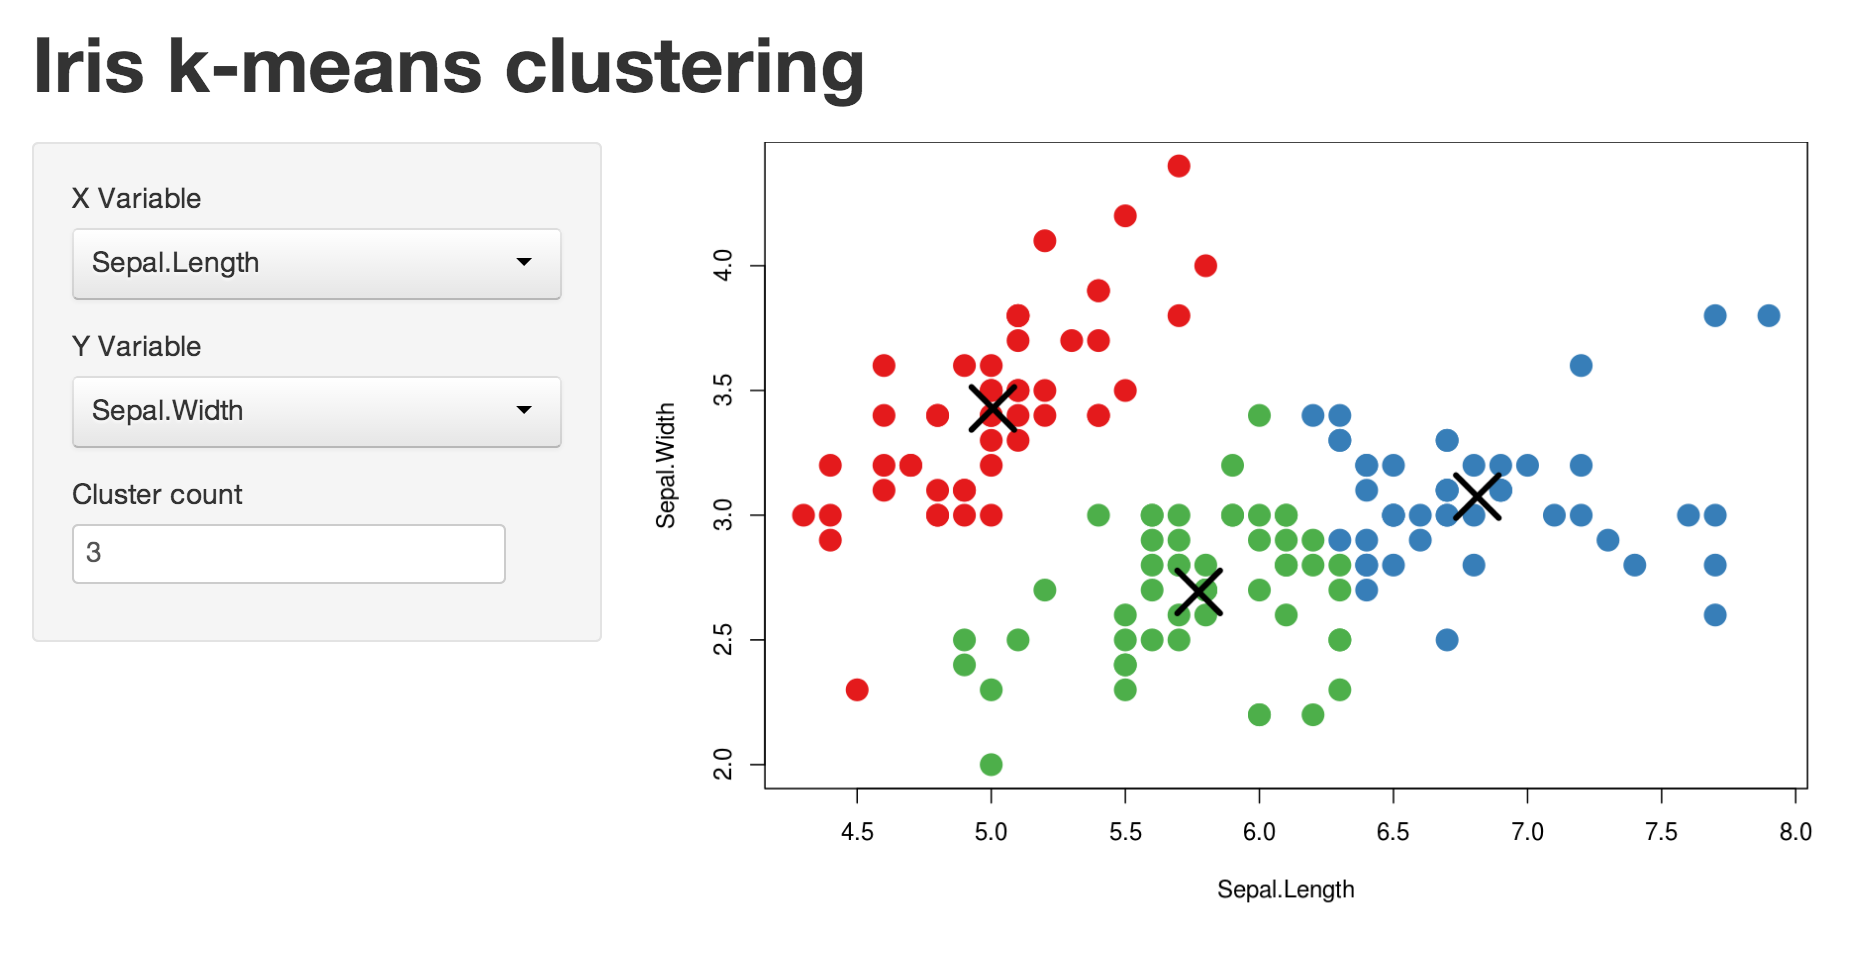 Iris k-means clustering
X Variable
Sepal.Length
Y Variable
Sepal.Width
Cluster count
3
Sepal.Width
4.0
3.5
3.0
2.5
2.0
4.5 5.0 5.5 6.0 6.5 7.0 7.5 8.0
Sepal.Length